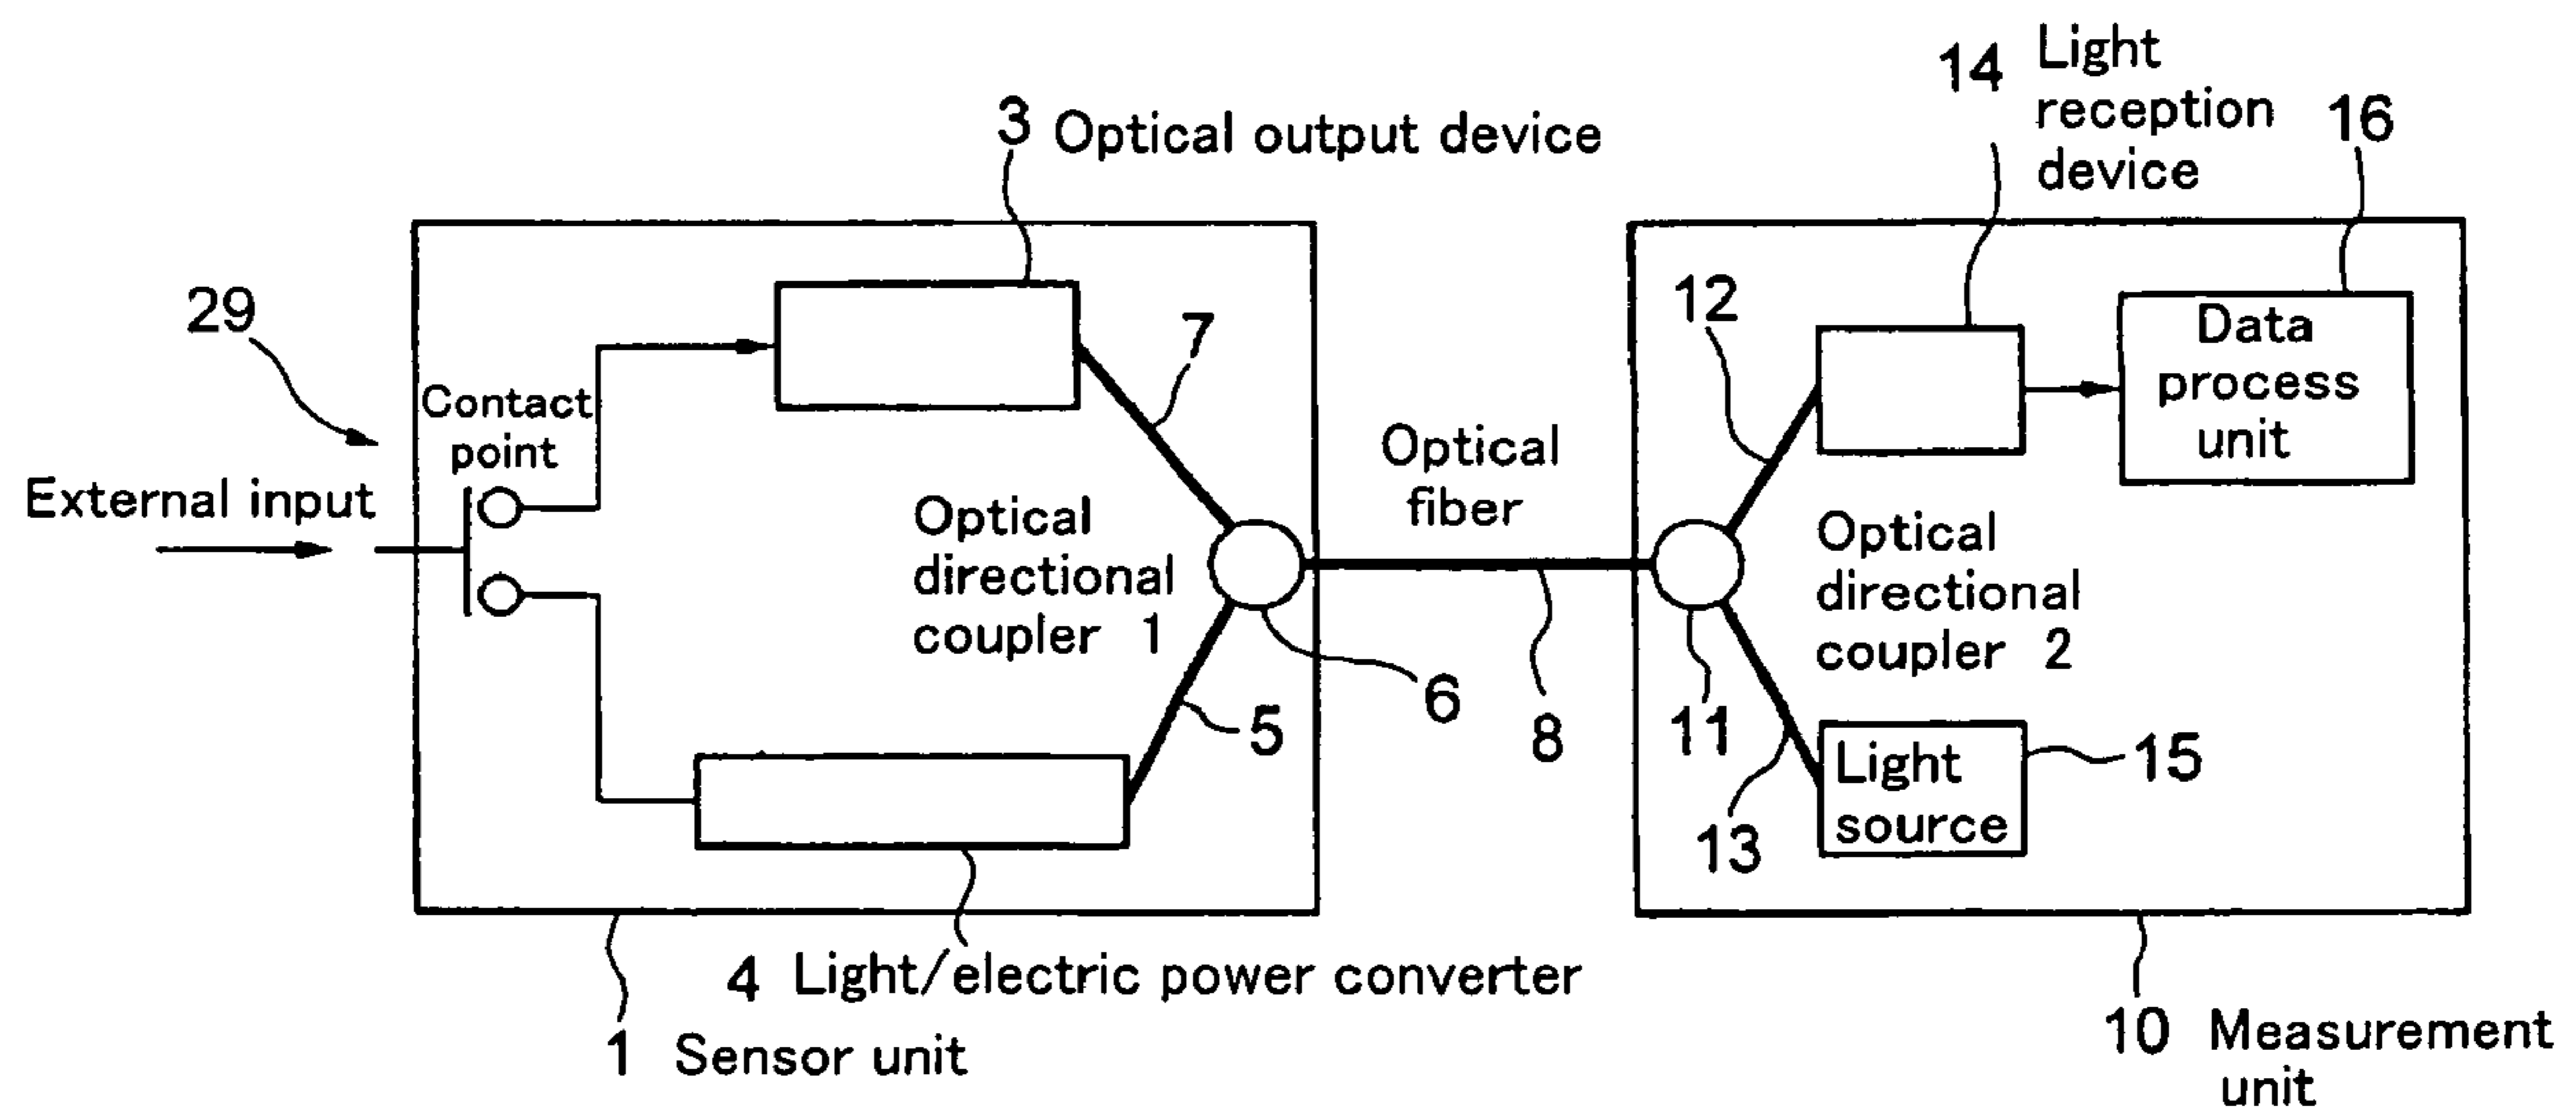 14 Light
reception
device
16
3 Optical output device
29
12
7
Data
process
unit
Contact
point
External input
Optical
fiber
Optical
directional
coupler 1
Optical
directional
coupler 2
6
5
8
11
13
Light
source
15
4 Light/electric power converter
1 Sensor unit
10 Measurement
unit